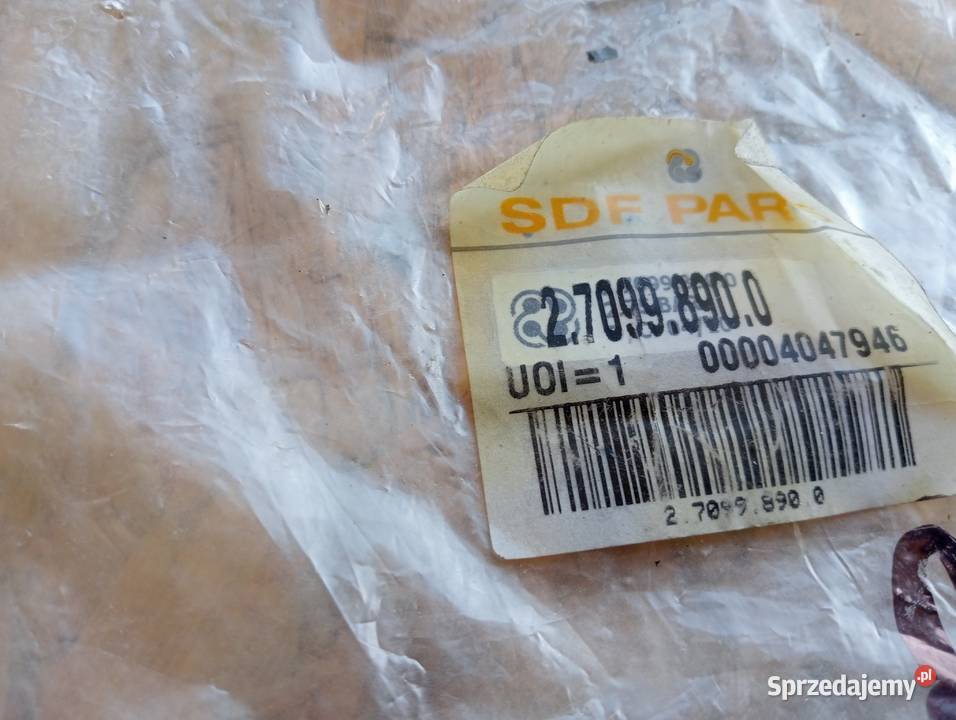 SDF PAR
2.7099.890.0
UOI=1 00004047946
2.7099.890.0
Sprzedajemy.pl